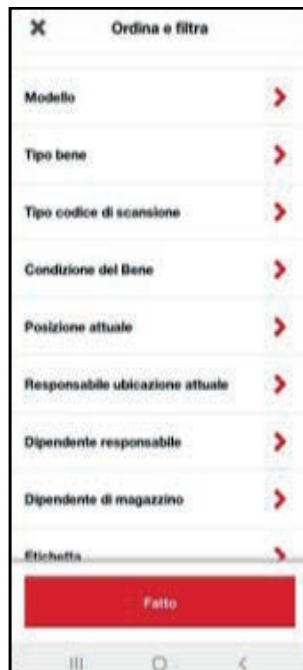 Ordina e filtra
Modello
Tipo bene
Tipo codice di scansione
Condizione del Bene
Posizione attuale
Responsabile ubicazione attuale
Dipendente responsabile
Dipendente di magazzino
Etichetta
Fatto